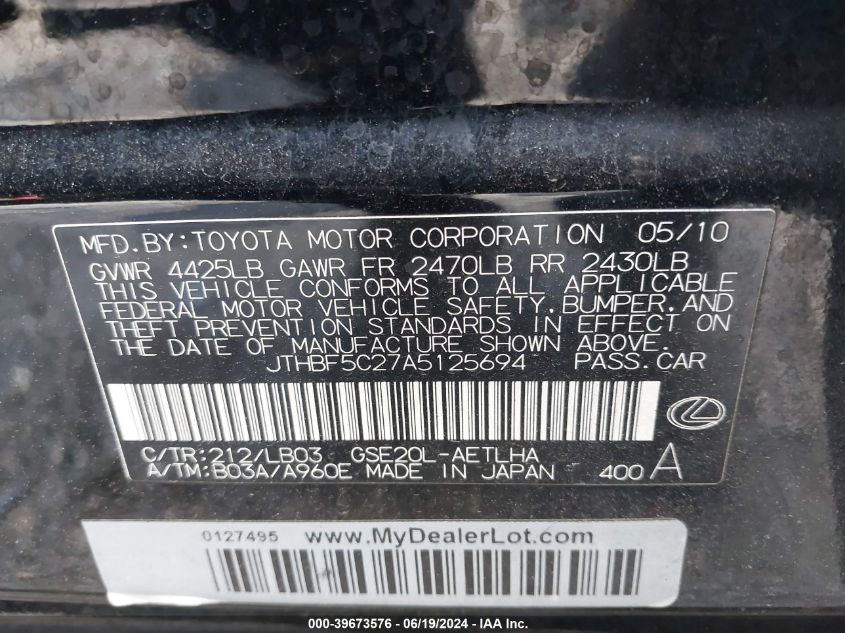 MFD.BY:TOYOTA MOTOR CORPORATION 05/10
GVWR 4425LB GAWR FR 2470LB RR 2430LB
THIS VEHICLE CONFORMS TO ALL APPLICABLE
FEDERAL MOTOR VEHICLE SAFETY,BUMPER,AND
THEFT PREVENTION STANDARDS IN EFFECT ON
THE DATE OF MANUFACTURE SHOWN ABOVE.
JTHBF5C27A5125694 PASS.CAR
C/TR:212/LB03 GSE20L-AETLHA
A/TM:B03A/A960E MADE IN JAPAN 400 A
0127495 www.MyDealerLot.com
000-39673576 / 06/19/2024 - IAA Inc.